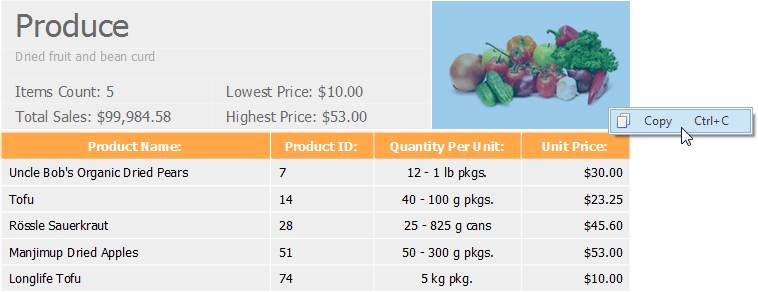 Produce
Dried fruit and bean curd
Items Count: 5 Lowest Price: $10.00
Total Sales: $99,984.58 Highest Price: $53.00
Copy Ctrl+C
Product Name: Product ID: Quantity Per Unit: Unit Price:
Uncle Bob's Organic Dried Pears 7 12 - 1 lb pkgs. $30.00
Tofu 14 40 - 100 g pkgs. $23.25
Rössle Sauerkraut 28 25 - 825 g cans $45.60
Manjimup Dried Apples 51 50 - 300 g pkgs. $53.00
Longlife Tofu 74 5 kg pkg. $10.00